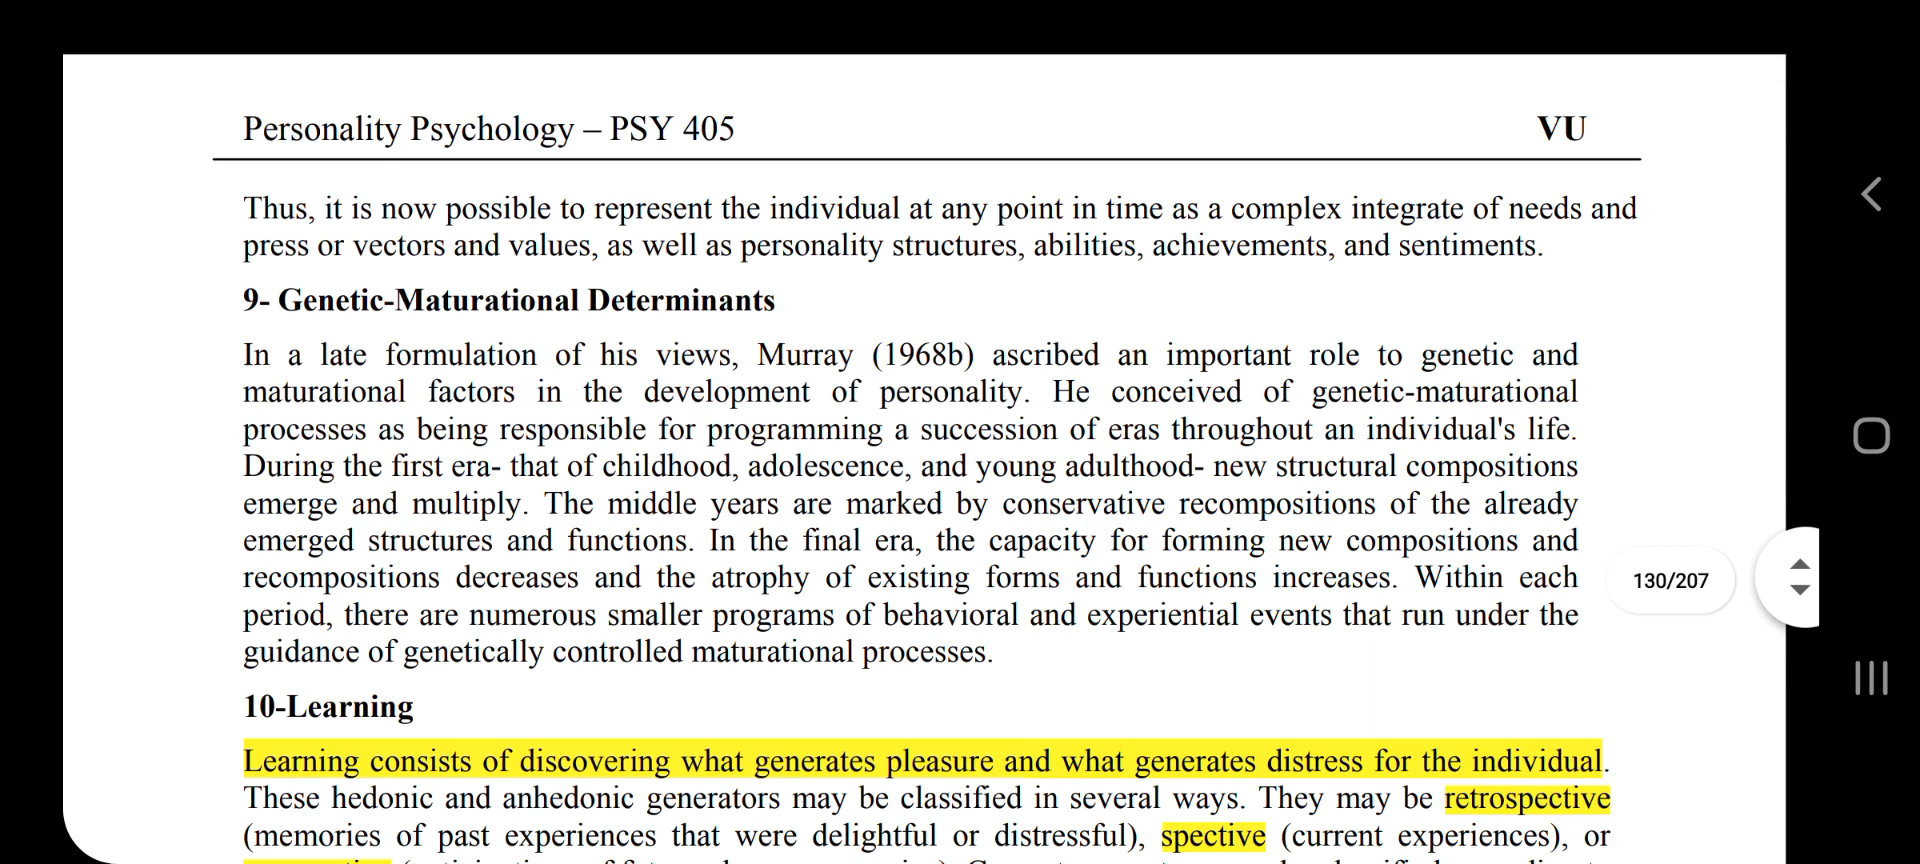 Personality Psychology – PSY 405 VU
Thus, it is now possible to represent the individual at any point in time as a complex integrate of needs and
press or vectors and values, as well as personality structures, abilities, achievements, and sentiments.
9- Genetic-Maturational Determinants
In a late formulation of his views, Murray (1968b) ascribed an important role to genetic and
maturational factors in the development of personality. He conceived of genetic-maturational
processes as being responsible for programming a succession of eras throughout an individual's life.
During the first era- that of childhood, adolescence, and young adulthood- new structural compositions
emerge and multiply. The middle years are marked by conservative recompositions of the already
emerged structures and functions. In the final era, the capacity for forming new compositions and
recompositions decreases and the atrophy of existing forms and functions increases. Within each
period, there are numerous smaller programs of behavioral and experiential events that run under the
guidance of genetically controlled maturational processes.
130/207
10-Learning
Learning consists of discovering what generates pleasure and what generates distress for the individual.
These hedonic and anhedonic generators may be classified in several ways. They may be retrospective
(memories of past experiences that were delightful or distressful), spective (current experiences), or